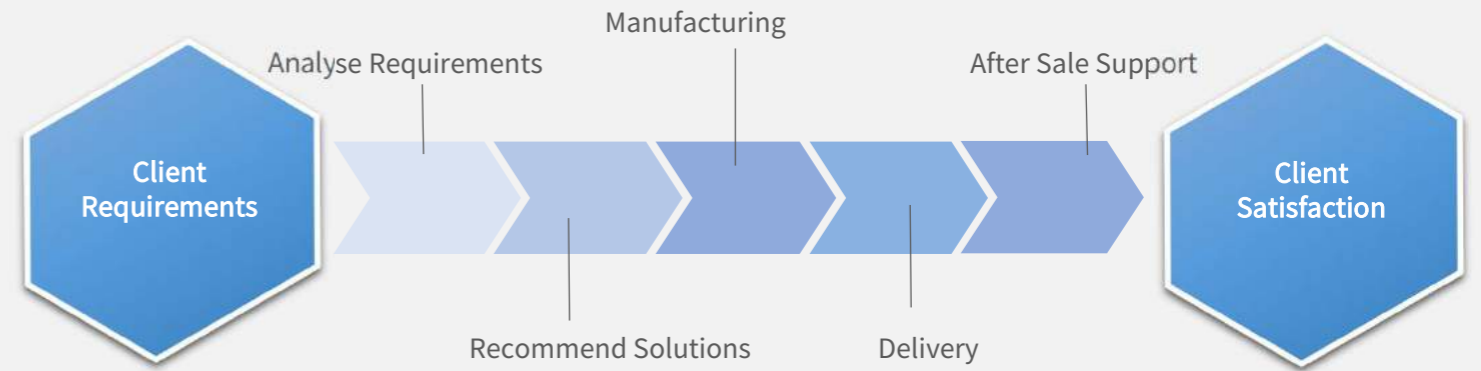 Manufacturing
Analyse Requirements
After Sale Support
Client
Requirements
Client
Satisfaction
Recommend Solutions
Delivery